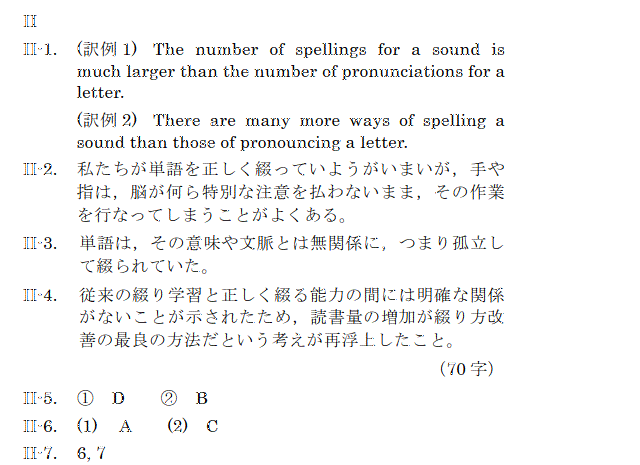 II
II-1. (訳例1) The number of spellings for a sound is
much larger than the number of pronunciations for a
letter.
(訳例2) There are many more ways of spelling a
sound than those of pronouncing a letter.
II-2. 私たちが単語を正しく綴っていようがいまいが，手や
指は，脳が何ら特別な注意を払わないまま，その作業
を行なってしまうことがよくある。
II-3. 単語は，その意味や文脈とは無関係に，つまり孤立し
て綴られていた。
II-4. 従来の綴り学習と正しく綴る能力の間には明確な関係
がないことが示されたため，読書量の増加が綴り方改
善の最良の方法だという考えが再浮上したこと。
（70字）
II-5. ① D ② B
II-6. (1) A (2) C
II-7. 6, 7